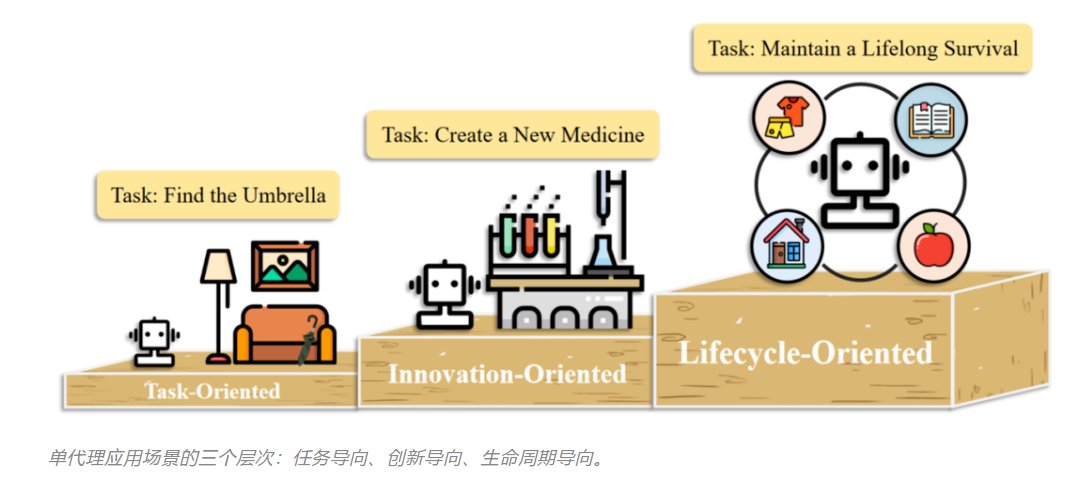 Task: Find the Umbrella
Task-Oriented
Task: Create a New Medicine
Innovation-Oriented
Task: Maintain a Lifelong Survival
Lifecycle-Oriented
单代理应用场景的三个层次：任务导向、创新导向、生命周期导向。